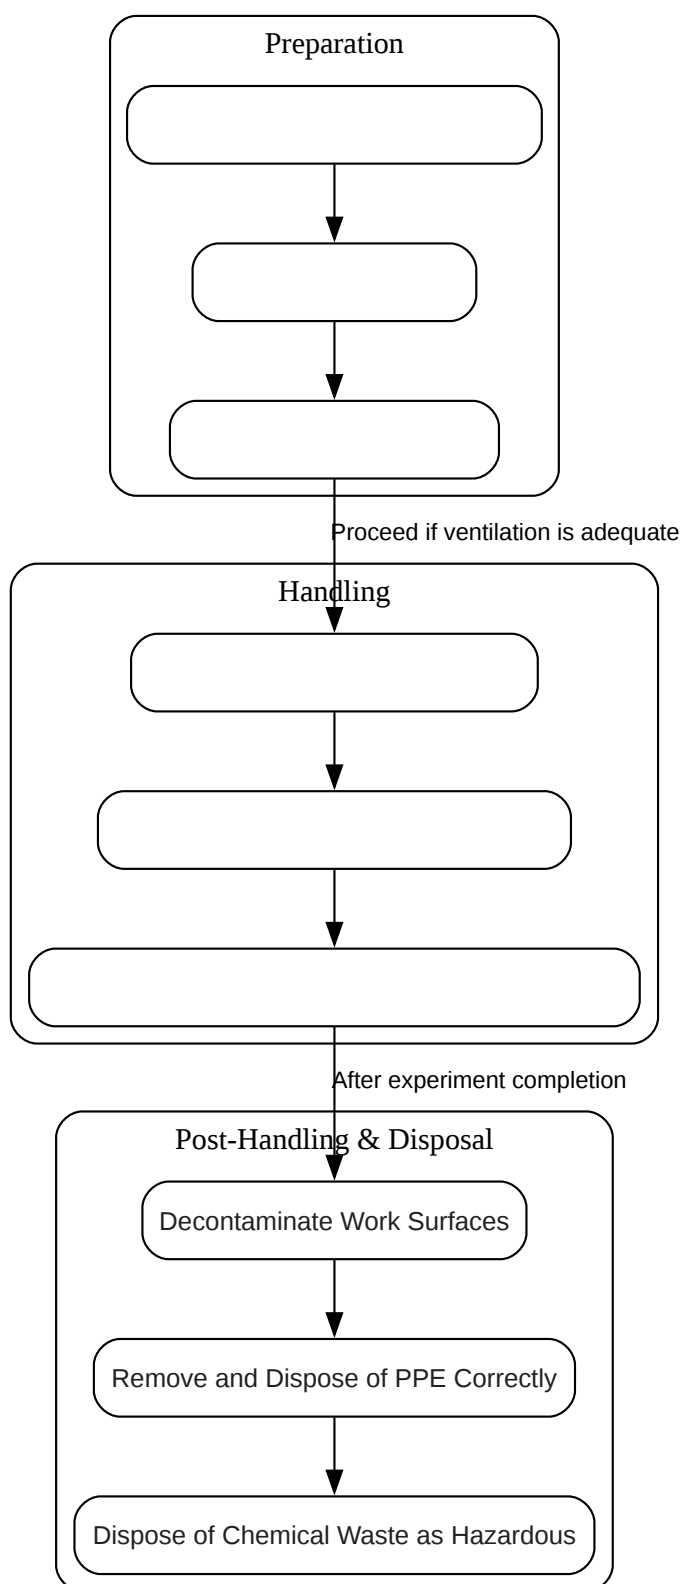 Preparation
Proceed if ventilation is adequate
Handling
After experiment completion
Post-Handling & Disposal
Decontaminate Work Surfaces
Remove and Dispose of PPE Correctly
Dispose of Chemical Waste as Hazardous